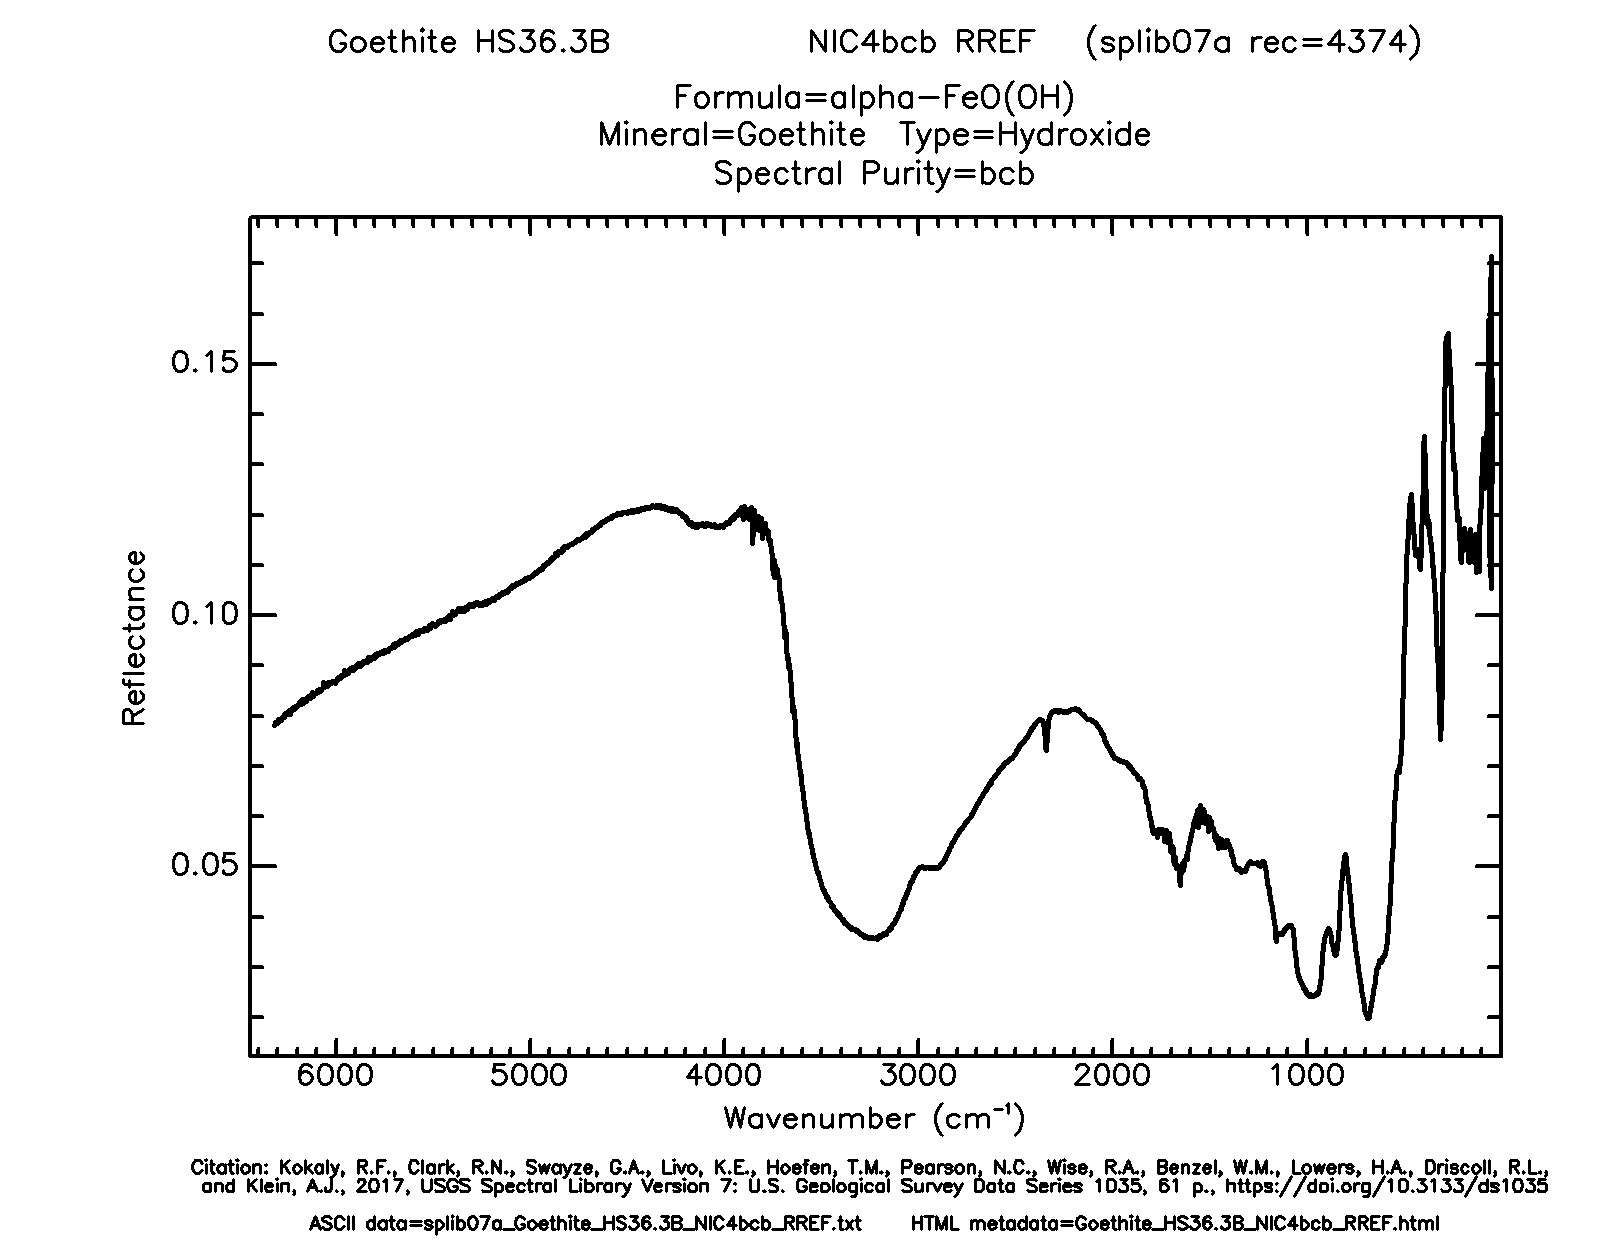 Goethite HS36.3B NIC4bcb RREF (splib07a rec=4374)
Formula=alpha-FeO(OH)
Mineral=Goethite Type=Hydroxide
Spectral Purity=bcb
0.15
0.10
0.05
Reflectance
6000 5000 4000 3000 2000 1000
Wavenumber (cm⁻¹)
Citation: Kokaly, R.F., Clark, R.N., Swayze, G.A., Livo, K.E., Hoefen, T.M., Pearson, N.C., Wise, R.A., Benzel, W.M., Lowers, H.A., Driscoll, R.L.,
and Klein, A.J., 2017, USGS Spectral Library Version 7: U.S. Geological Survey Data Series 1035, 61 p., https://doi.org/10.3133/ds1035
ASCII data=splib07a_Goethite_HS36.3B_NIC4bcb_RREF.txt HTML metadata=Goethite_HS36.3B_NIC4bcb_RREF.html